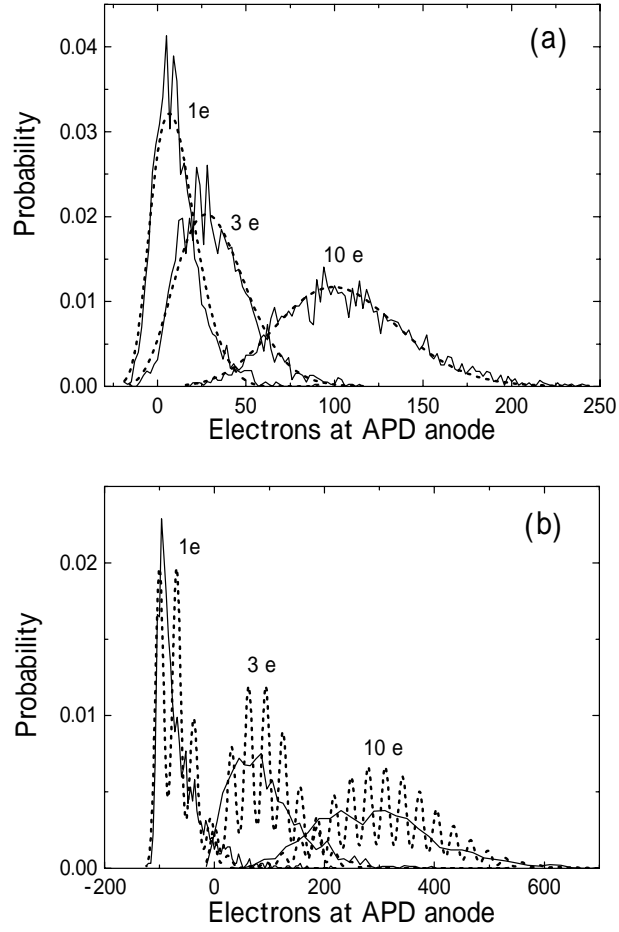 (a)
0.04
0.03
0.02
0.01
0.00
Probability
1e
3 e
10 e
0 50 100 150 200 250
Electrons at APD anode
(b)
0.02
0.01
0.00
Probability
1e
3 e
10 e
-200 0 200 400 600
Electrons at APD anode